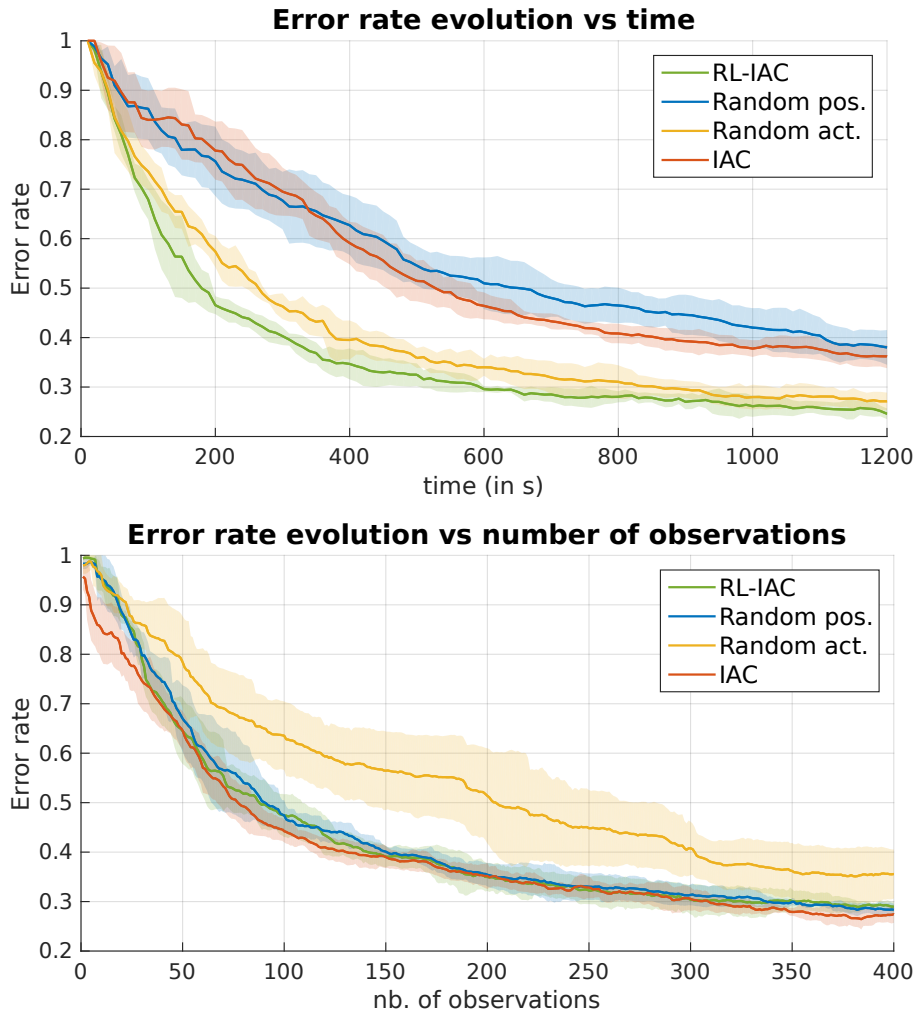 Error rate evolution vs time
1
0.9
0.8
0.7
0.6
0.5
0.4
0.3
0.2
Error rate
RL-IAC
Random pos.
Random act.
IAC
0 200 400 600 800 1000 1200
time (in s)
Error rate evolution vs number of observations
1
0.9
0.8
0.7
0.6
0.5
0.4
0.3
0.2
Error rate
RL-IAC
Random pos.
Random act.
IAC
0 50 100 150 200 250 300 350 400
nb. of observations